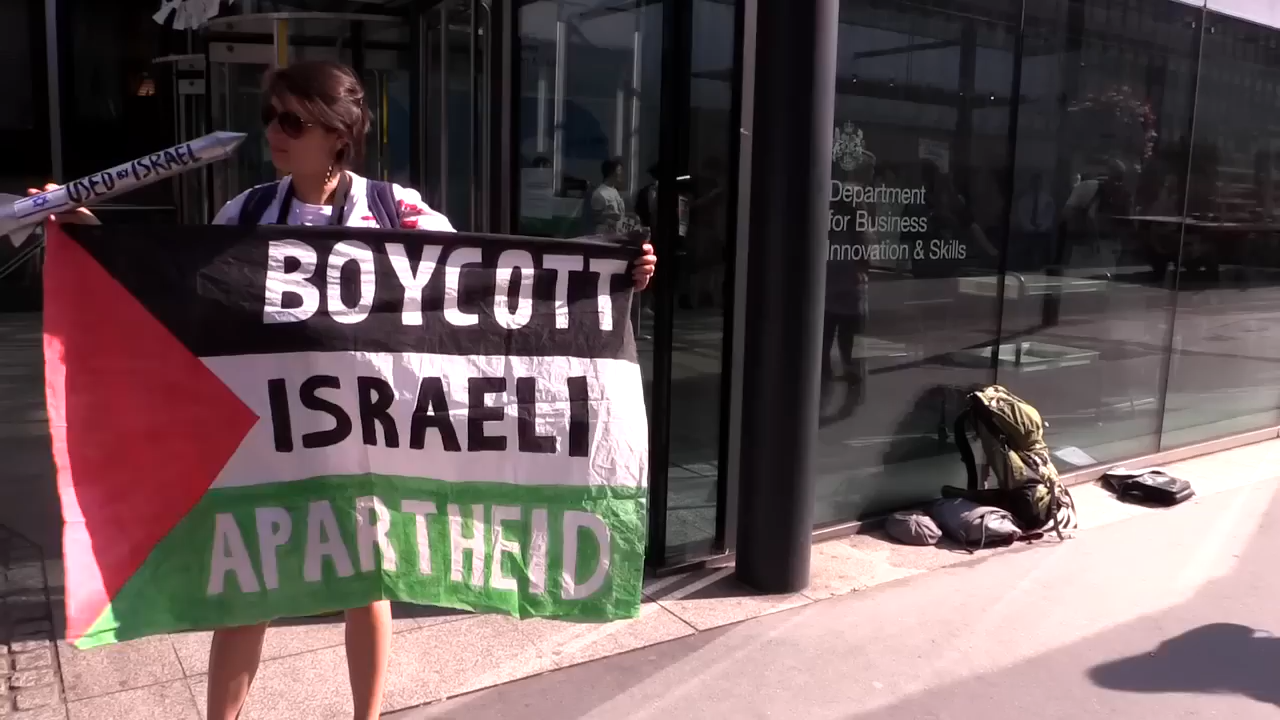 USED BY ISRAEL
BOYCOTT
ISRAELI
APARTHEID
Department
for Business
Innovation & Skills